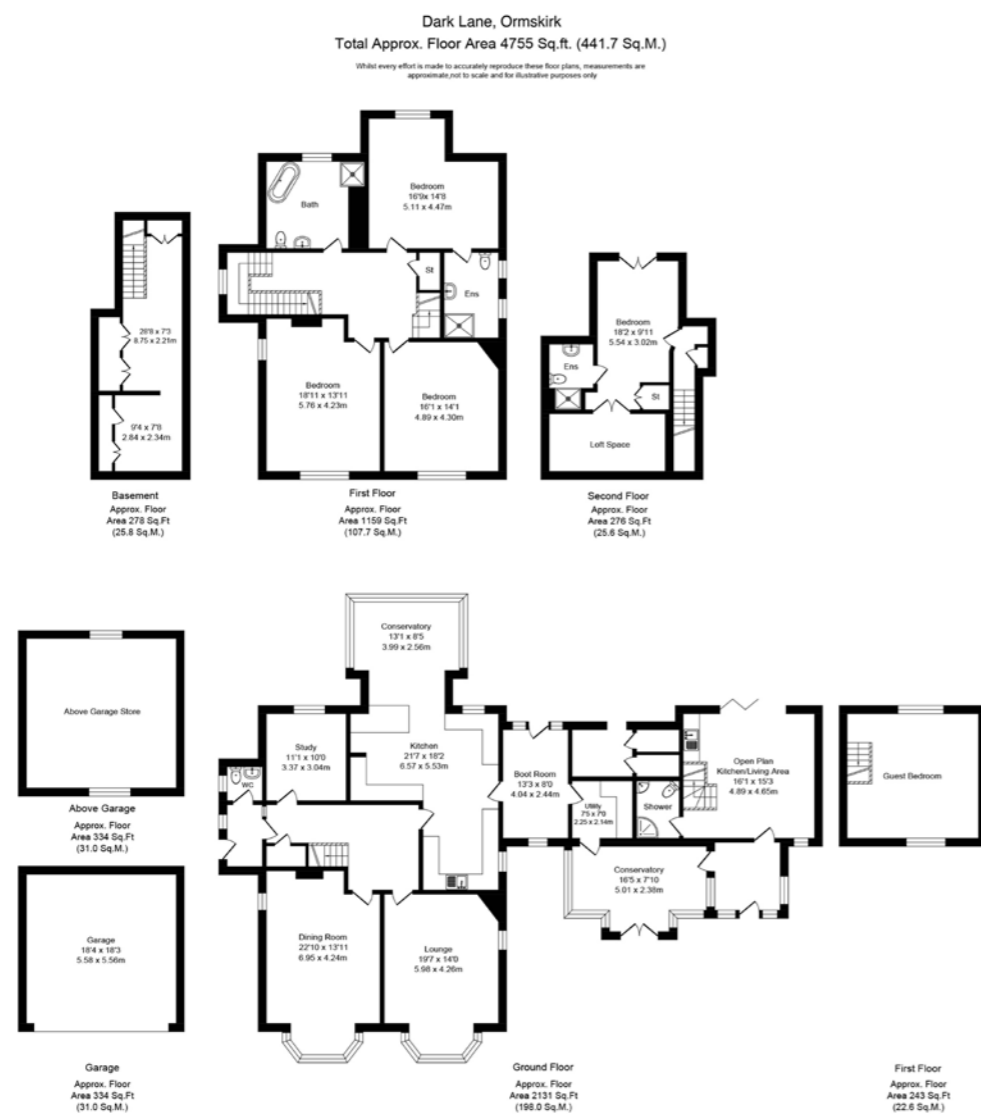 Dark Lane, Ormskirk
Total Approx. Floor Area 4755 Sq.ft. (441.7 Sq.M.)
Whilst every effort is made to accurately reproduce these floor plans, measurements are
approximate,not to scale and for illustrative purposes only
Bath
Bedroom
16'9x 14'8
5.11 x 4.47m
St
Ens
Bedroom
18'11 x 13'11
5.76 x 4.23m
Bedroom
16'1 x 14'1
4.89 x 4.30m
First Floor
Approx. Floor
Area 1159 Sq.Ft
(107.7 Sq.M.)
8.75 x 2.21m
9'4 x 7'8
2.84 x 2.34m
Basement
Approx. Floor
Area 278 Sq.Ft
(25.8 Sq.M.)
Bedroom
18'2 x 9'11
5.54 x 3.02m
Ens
St
Loft Space
Second Floor
Approx. Floor
Area 276 Sq.Ft
(25.6 Sq.M.)
Above Garage Store
Above Garage
Approx. Floor
Area 334 Sq.Ft
(31.0 Sq.M.)
Garage
18'4 x 18'3
5.58 x 5.56m
Garage
Approx. Floor
Area 334 Sq.Ft
(31.0 Sq.M.)
Conservatory
13'1 x 8'5
3.99 x 2.56m
Study
11'1 x 10'0
3.37 x 3.04m
Kitchen
21'7 x 18'2
6.57 x 5.53m
WC
Boot Room
13'3 x 8'0
4.04 x 2.44m
Utility
7'5 x 7'0
2.25 x 2.14m
Shower
Open Plan
Kitchen/Living Area
16'1 x 15'3
4.89 x 4.65m
Conservatory
16'5 x 7'10
5.01 x 2.38m
Dining Room
22'10 x 13'11
6.95 x 4.24m
Lounge
19'7 x 14'0
5.98 x 4.26m
Ground Floor
Approx. Floor
Area 2131 Sq.Ft
(198.0 Sq.M.)
Guest Bedroom
First Floor
Approx. Floor
Area 243 Sq.Ft
(22.6 Sq.M.)